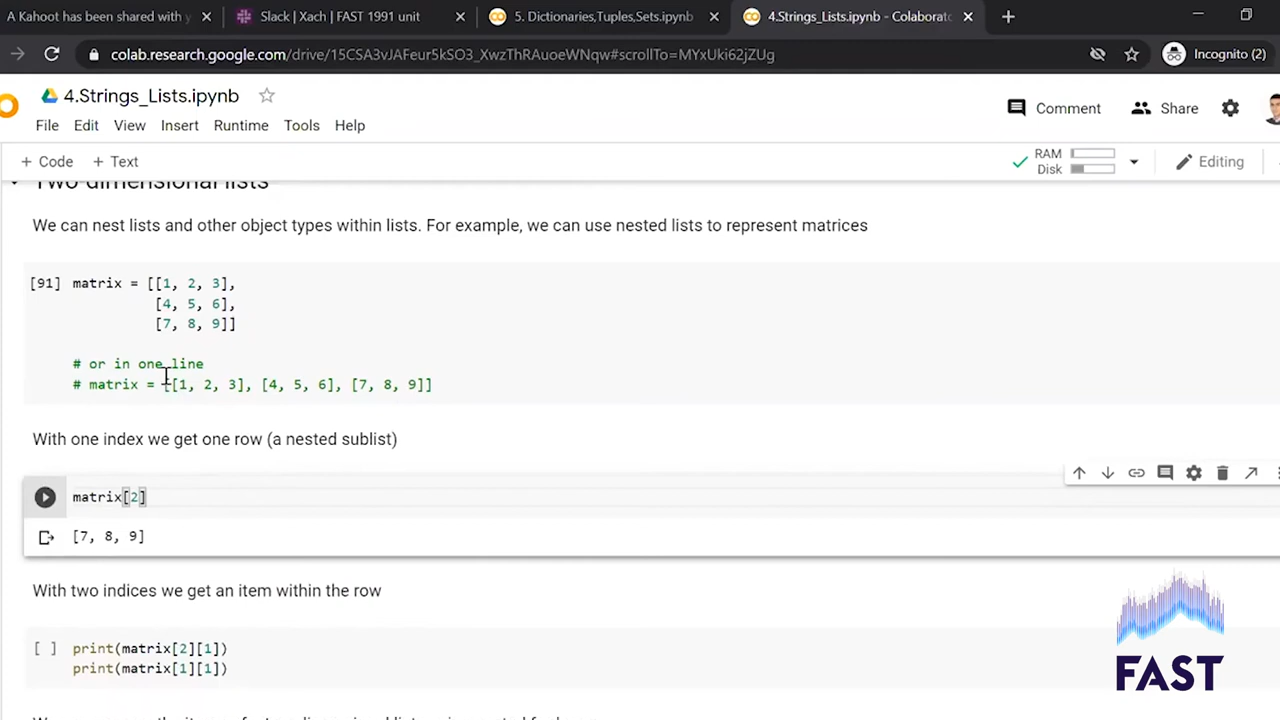 A Kahoot has been shared with y
Slack | Xach | FAST 1991 unit
5. Dictionaries,Tuples,Sets.ipynb
4.Strings_Lists.ipynb - Colaborato
colab.research.google.com/drive/15CSA3vJAFeur5kSO3_XwzThRAuoeWNqw#scrollTo=MYxUki62jZUg
Incognito (2)
4.Strings_Lists.ipynb
Comment
Share
File Edit View Insert Runtime Tools Help
+ Code + Text
RAM
Disk
Editing
Two-dimensional lists
We can nest lists and other object types within lists. For example, we can use nested lists to represent matrices
[91] matrix = [[1, 2, 3],
[4, 5, 6],
[7, 8, 9]]
# or in one line
# matrix = [[1, 2, 3], [4, 5, 6], [7, 8, 9]]
With one index we get one row (a nested sublist)
matrix[2]
[7, 8, 9]
With two indices we get an item within the row
[ ] print(matrix[2][1])
print(matrix[1][1])
FAST